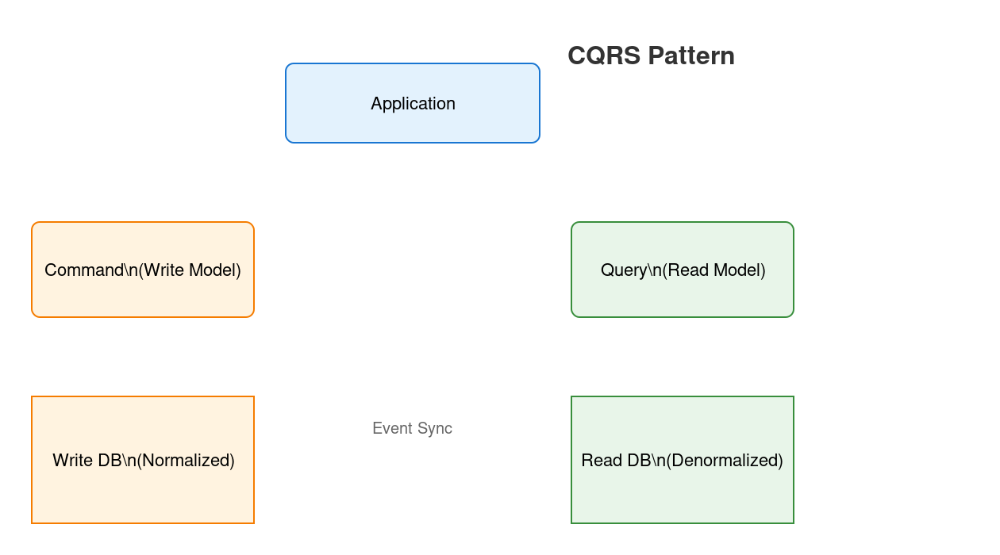 CQRS Pattern
Application
Command\n(Write Model)
Query\n(Read Model)
Event Sync
Write DB\n(Normalized)
Read DB\n(Denormalized)